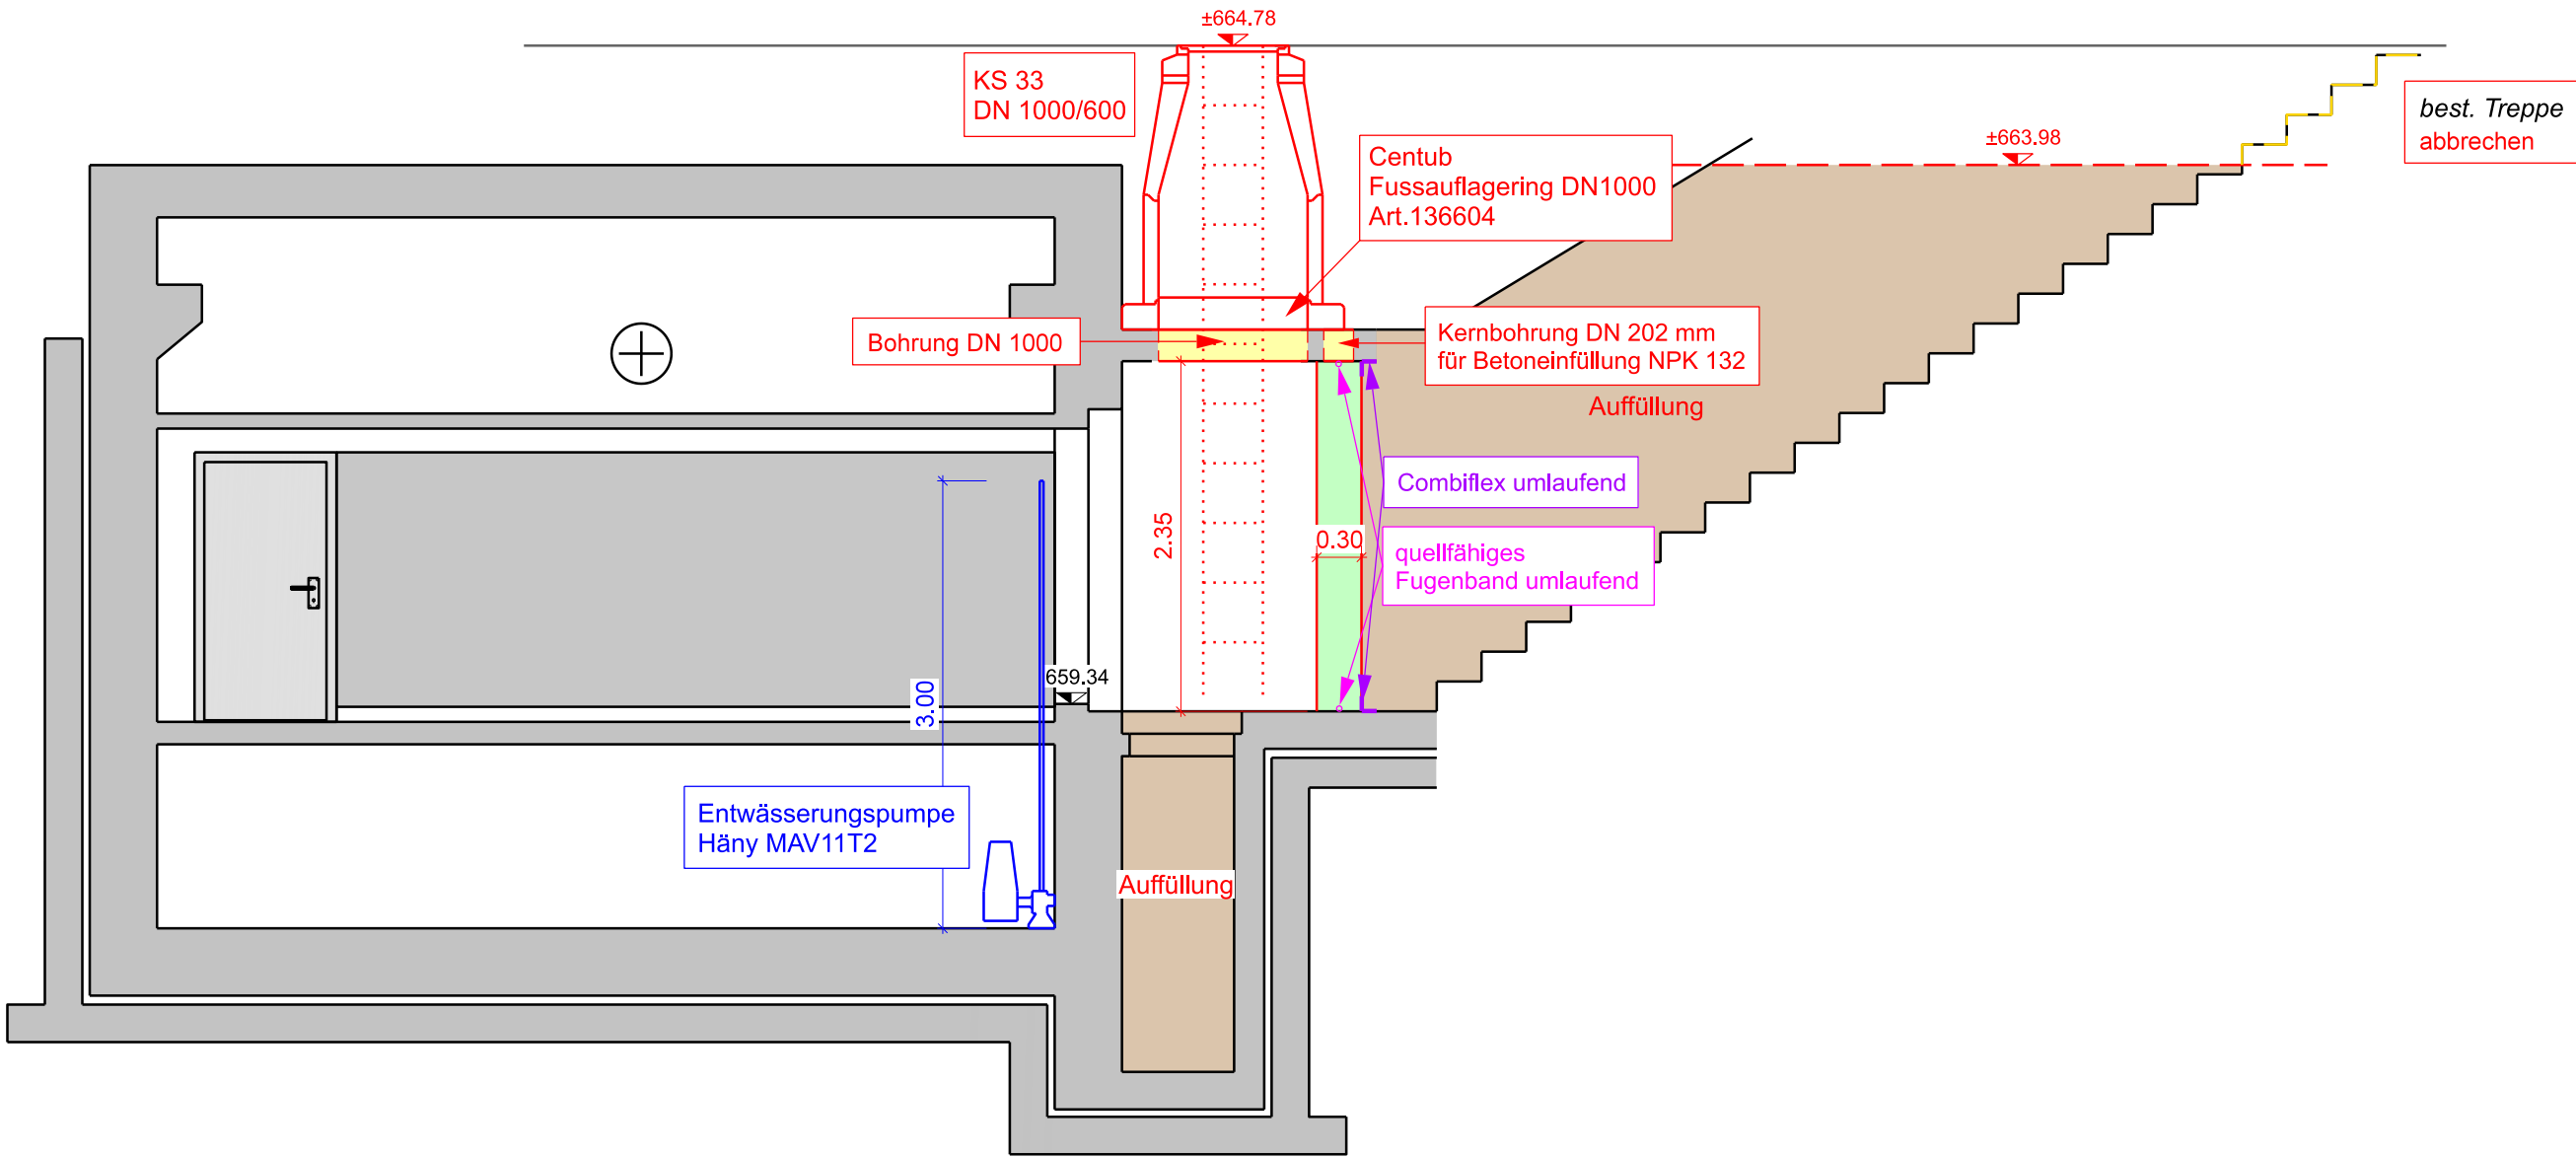 ±664.78
KS 33
DN 1000/600
best. Treppe
abbrechen
±663.98
Centub
Fussauflagering DN1000
Art.136604
Bohrung DN 1000
Kernbohrung DN 202 mm
für Betoneinfüllung NPK 132
Auffüllung
Combiflex umlaufend
2.35
0.30
quellfähiges
Fugenband umlaufend
659.34
3.00
Entwässerungspumpe
Häny MAV11T2
Auffüllung